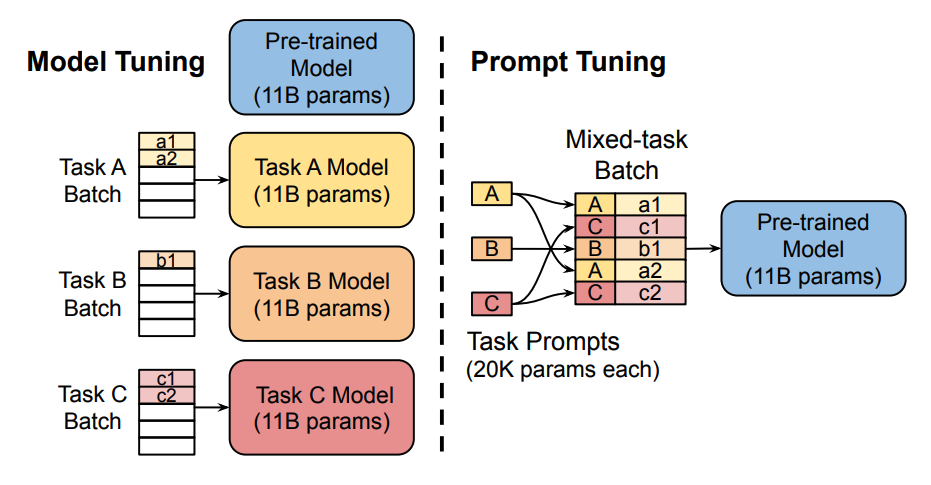 Model Tuning
Pre-trained
Model
(11B params)
Task A
Batch
a1
a2
Task A Model
(11B params)
Task B
Batch
b1
Task B Model
(11B params)
Task C
Batch
c1
c2
Task C Model
(11B params)
Prompt Tuning
Mixed-task
Batch
A
B
C
A a1
C c1
B b1
A a2
C c2
Pre-trained
Model
(11B params)
Task Prompts
(20K params each)